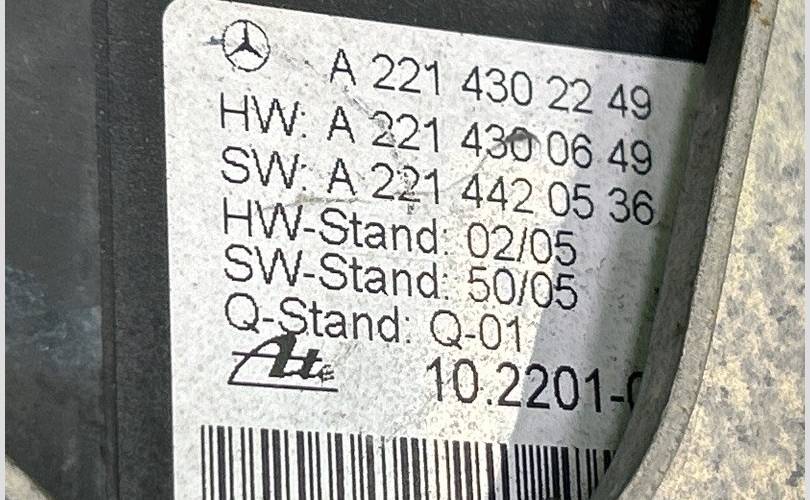 A 221 430 22 49
HW: A 221 430 06 49
SW: A 221 442 05 36
HW-Stand: 02/05
SW-Stand: 50/05
Q-Stand: Q-01
Ate 10.2201-